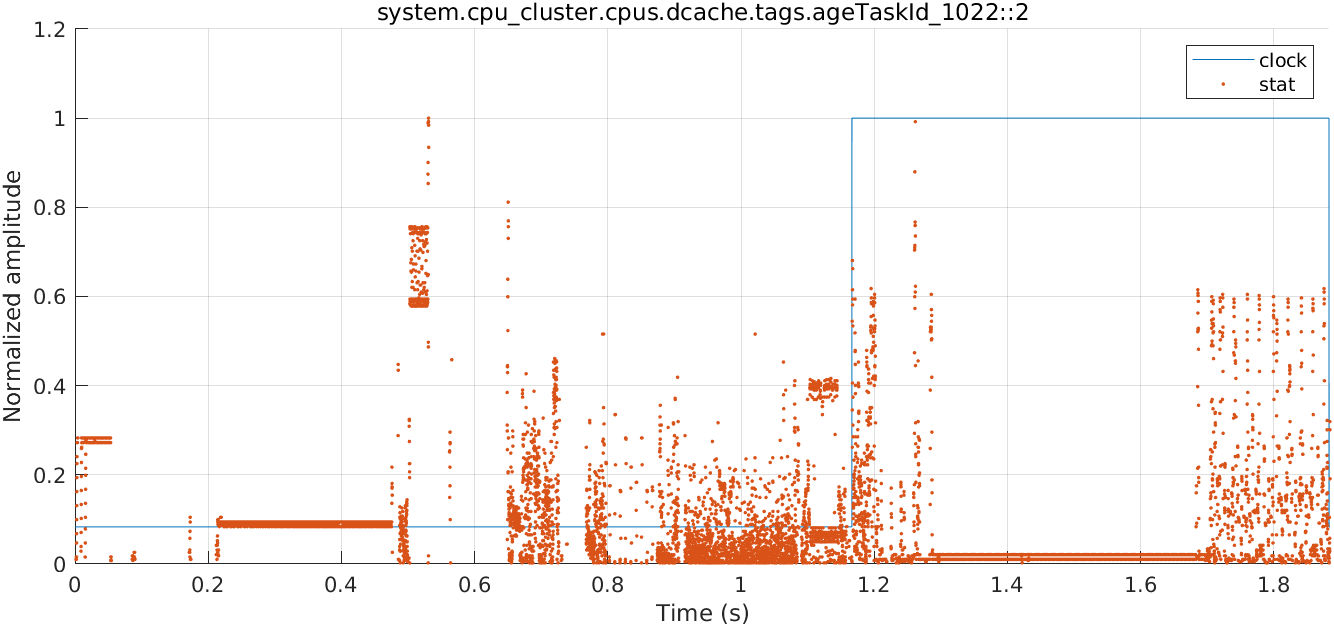 system.cpu_cluster.cpus.dcache.tags.ageTaskId_1022::2
1.2
1
0.8
0.6
0.4
0.2
0
Normalized amplitude
clock
stat
0 0.2 0.4 0.6 0.8 1 1.2 1.4 1.6 1.8
Time (s)